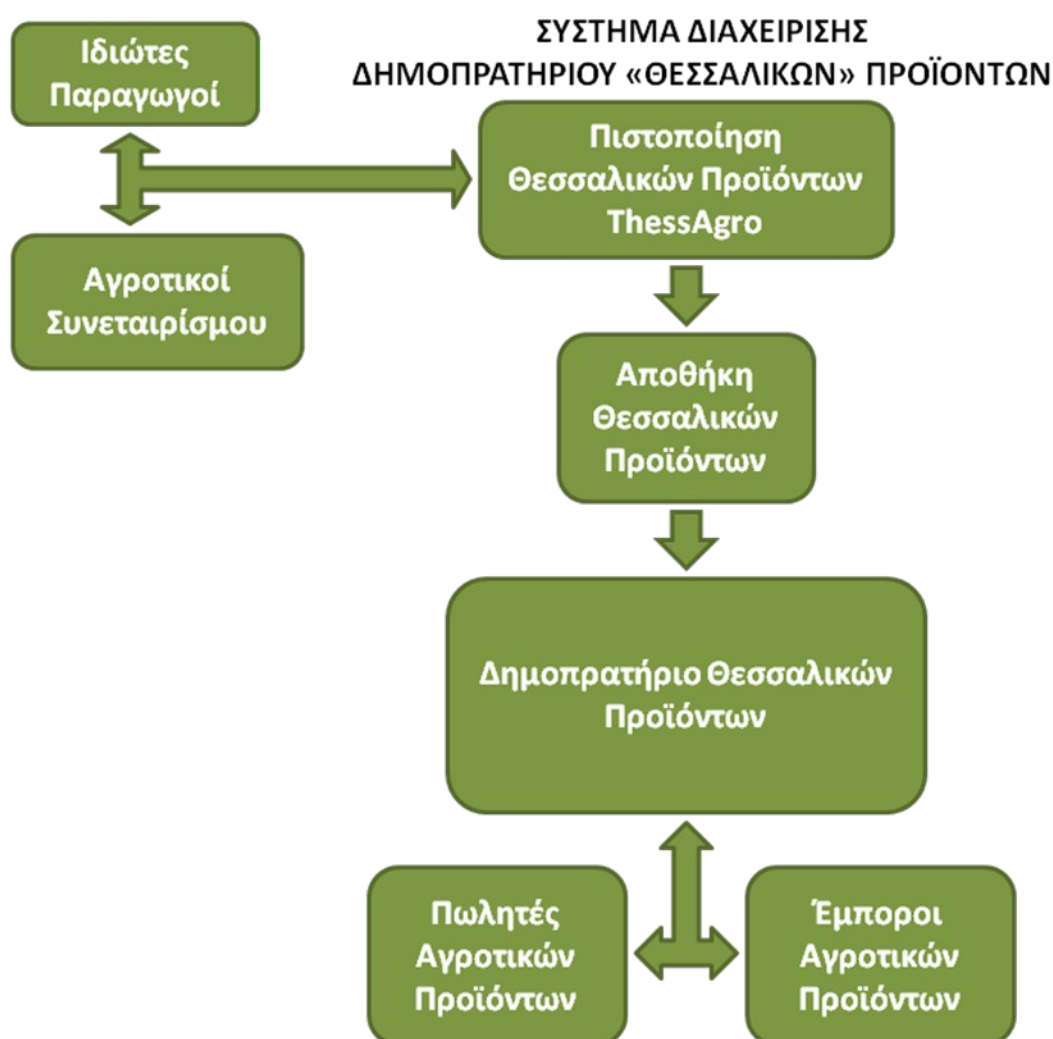 ΣΥΣΤΗΜΑ ΔΙΑΧΕΙΡΙΣΗΣ
ΔΗΜΟΠΡΑΤΗΡΙΟΥ «ΘΕΣΣΑΛΙΚΩΝ» ΠΡΟΪΟΝΤΩΝ
Ιδιώτες
Παραγωγοί
Πιστοποίηση
Θεσσαλικών Προϊόντων
ThessAgro
Αγροτικοί
Συνεταιρίσμου
Αποθήκη
Θεσσαλικών
Προϊόντων
Δημοπρατήριο Θεσσαλικών
Προϊόντων
Πωλητές
Αγροτικών
Προϊόντων
Έμποροι
Αγροτικών
Προϊόντων